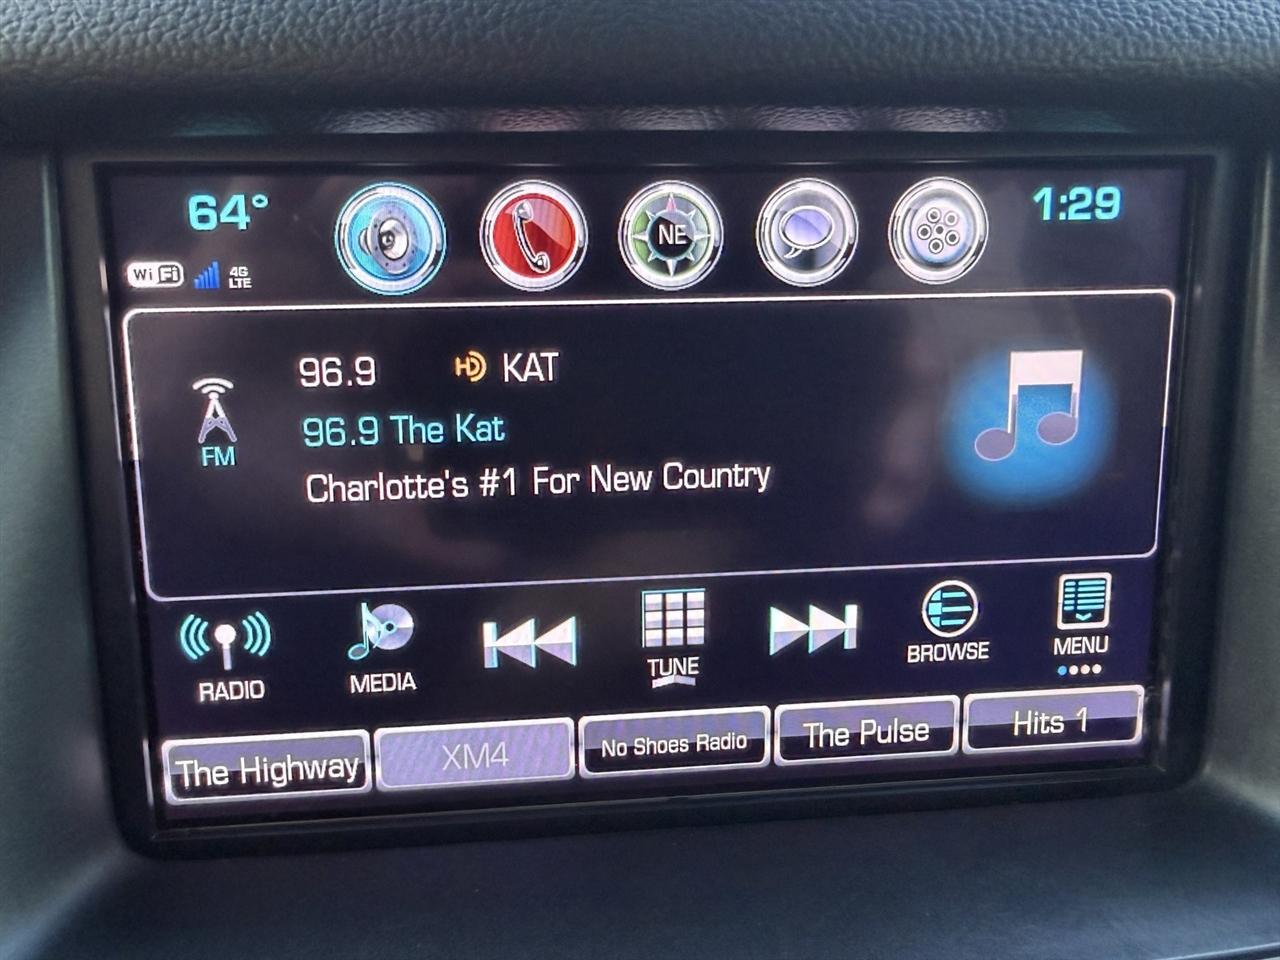 64° 1:29
WiFi 4G LTE
NE
96.9 HD KAT
96.9 The Kat
Charlotte's #1 For New Country
FM
RADIO MEDIA TUNE BROWSE MENU
The Highway XM4 No Shoes Radio The Pulse Hits 1